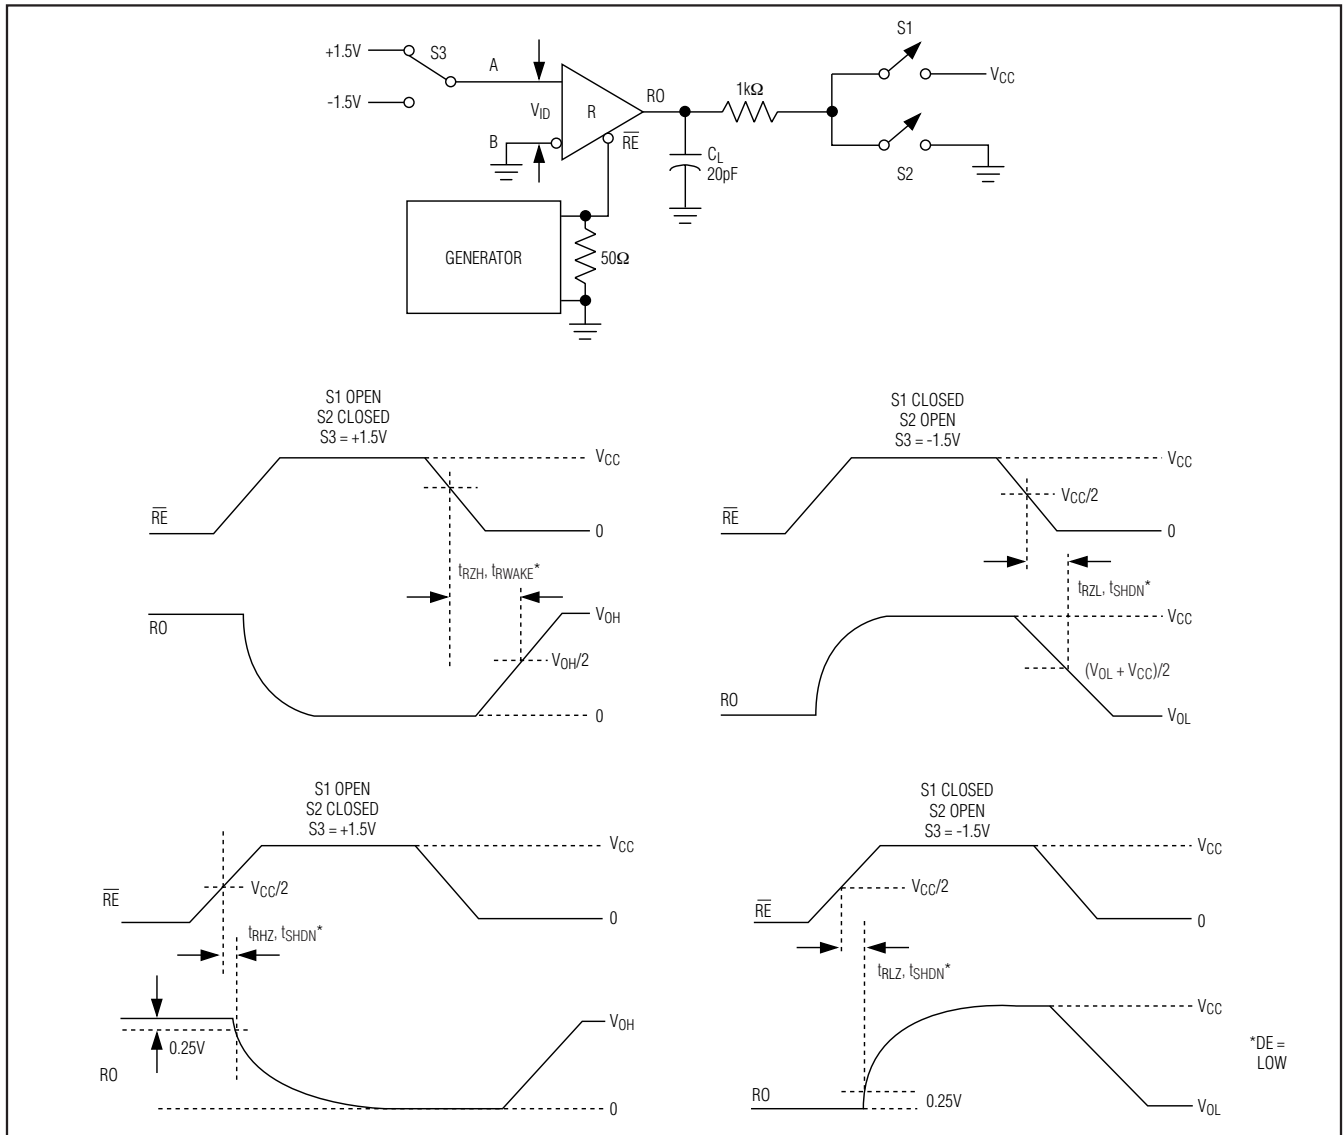 S1
+1.5V
S3
A
1kΩ
RO
VCC
-1.5V
VID
R
B
RE
CL
20pF
S2
GENERATOR
50Ω
S1 OPEN
S2 CLOSED
S3 = +1.5V
VCC
RE
0
tRZH, tRWAKE*
RO
VOH
VOH/2
0
S1 CLOSED
S2 OPEN
S3 = -1.5V
VCC
VCC/2
RE
0
tRZL, tSHDN*
VCC
(VOL + VCC)/2
RO
VOL
S1 OPEN
S2 CLOSED
S3 = +1.5V
VCC
VCC/2
RE
0
tRHZ, tSHDN*
VOH
0.25V
RO
0
S1 CLOSED
S2 OPEN
S3 = -1.5V
VCC
VCC/2
RE
0
tRLZ, tSHDN*
VCC
RO
0.25V
VOL
*DE =
LOW